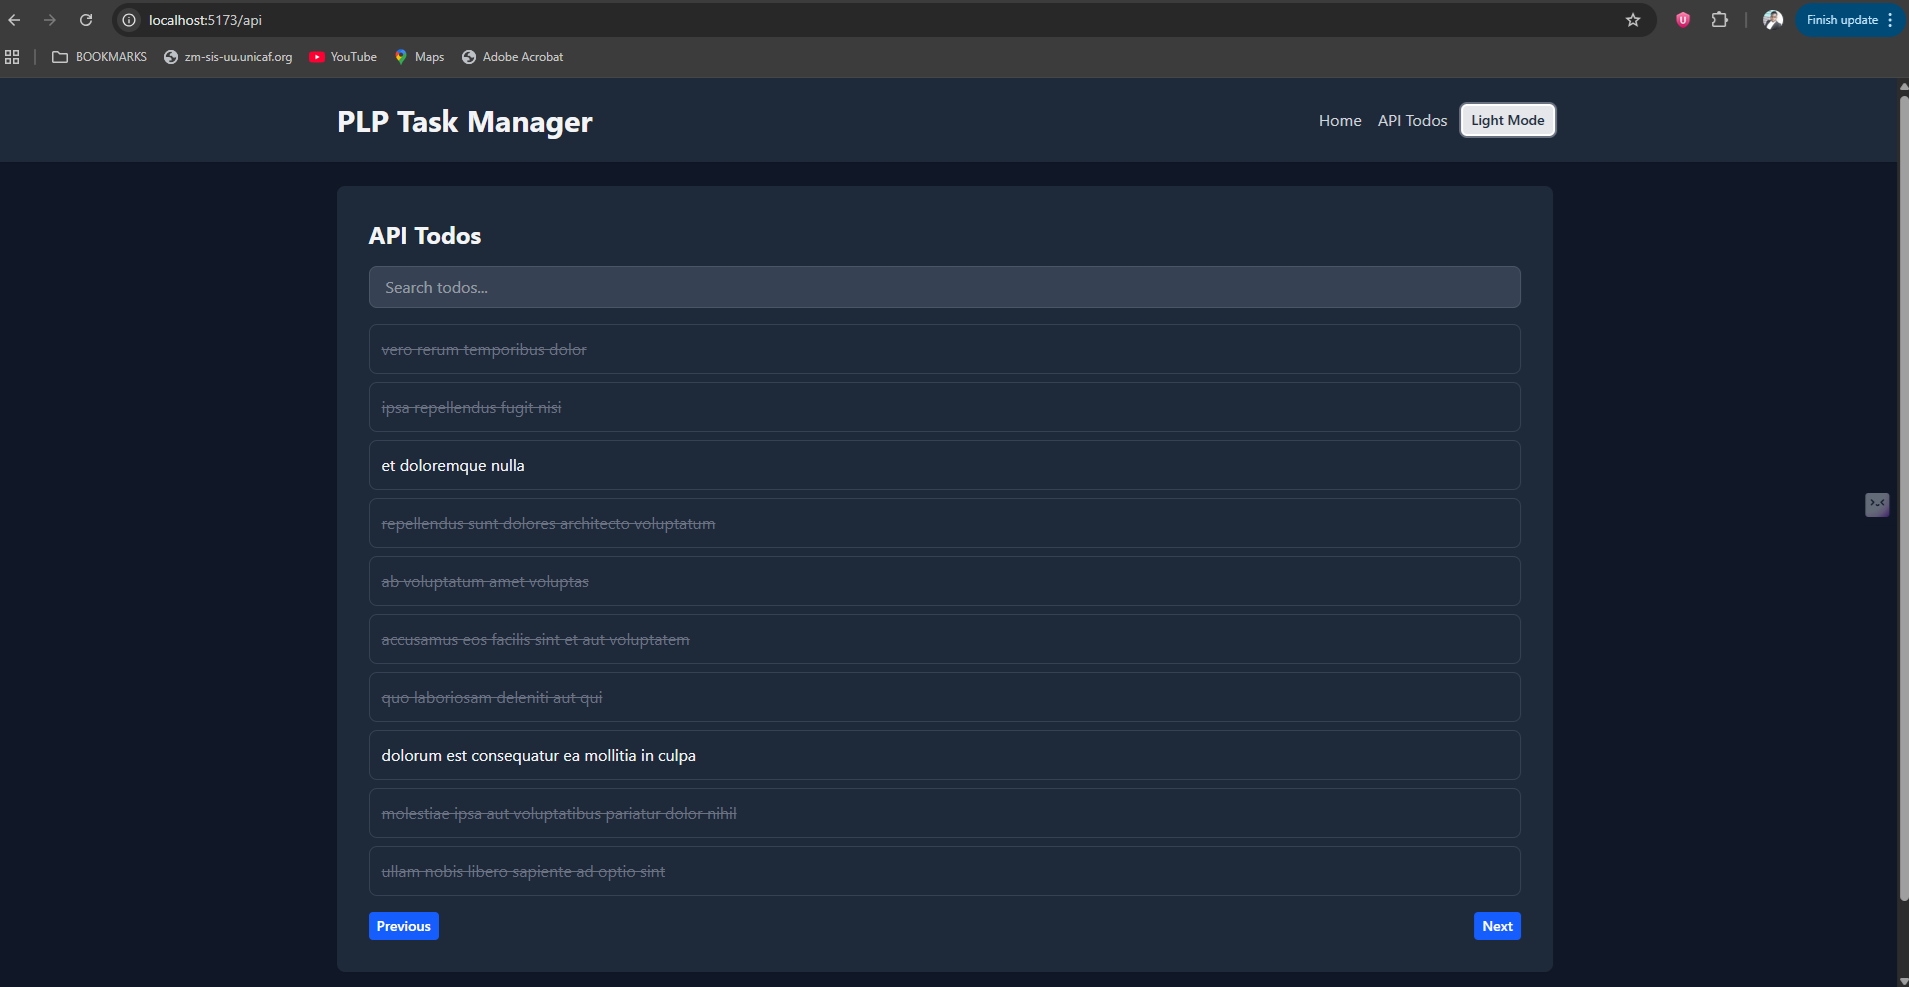 localhost:5173/api
Finish update
BOOKMARKS
zm-sis-uu.unicaf.org
YouTube
Maps
Adobe Acrobat
PLP Task Manager
Home
API Todos
Light Mode
API Todos
Search todos...
vero rerum temporibus dolor
ipsa repellendus fugit nisi
et doloremque nulla
repellendus sunt dolores architecto voluptatum
ab voluptatum amet voluptas
accusamus eos facilis sint et aut voluptatem
quo laboriosam deleniti aut qui
dolorum est consequatur ea mollitia in culpa
molestiae ipsa aut voluptatibus pariatur dolor nihil
ullam nobis libero sapiente ad optio sint
Previous
Next